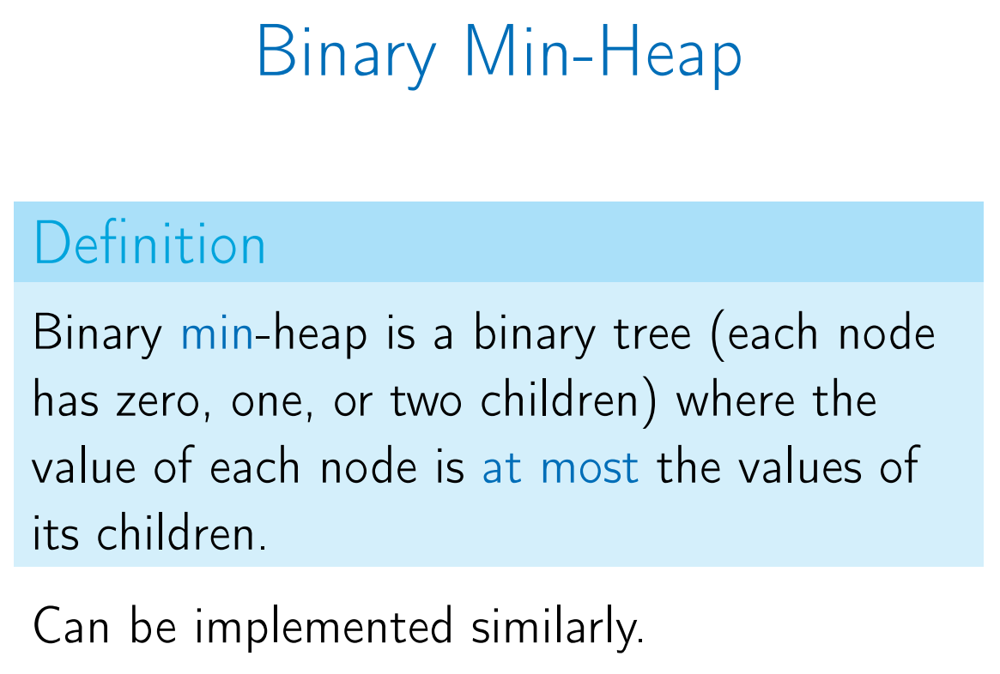 Binary Min-Heap
Definition
Binary min-heap is a binary tree (each node
has zero, one, or two children) where the
value of each node is at most the values of
its children.
Can be implemented similarly.